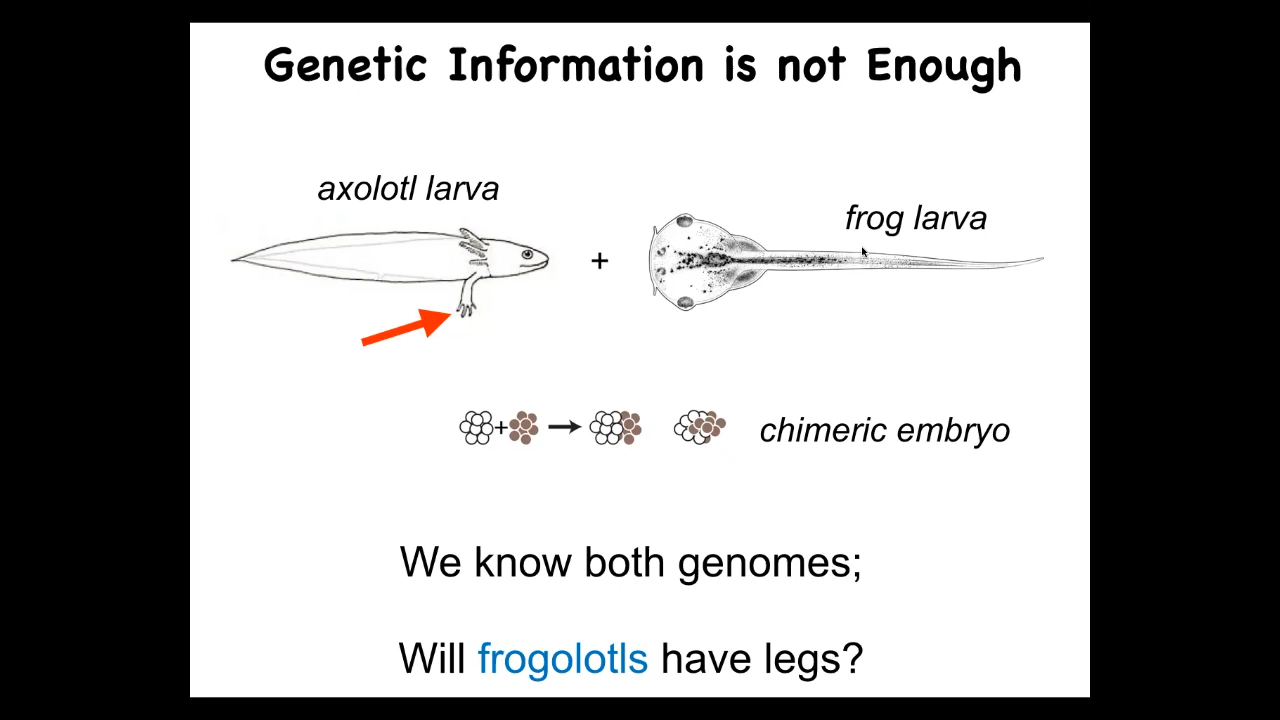 Genetic Information is not Enough
axolotl larva
frog larva
+
+
chimeric embryo
We know both genomes;
Will frogolotls have legs?